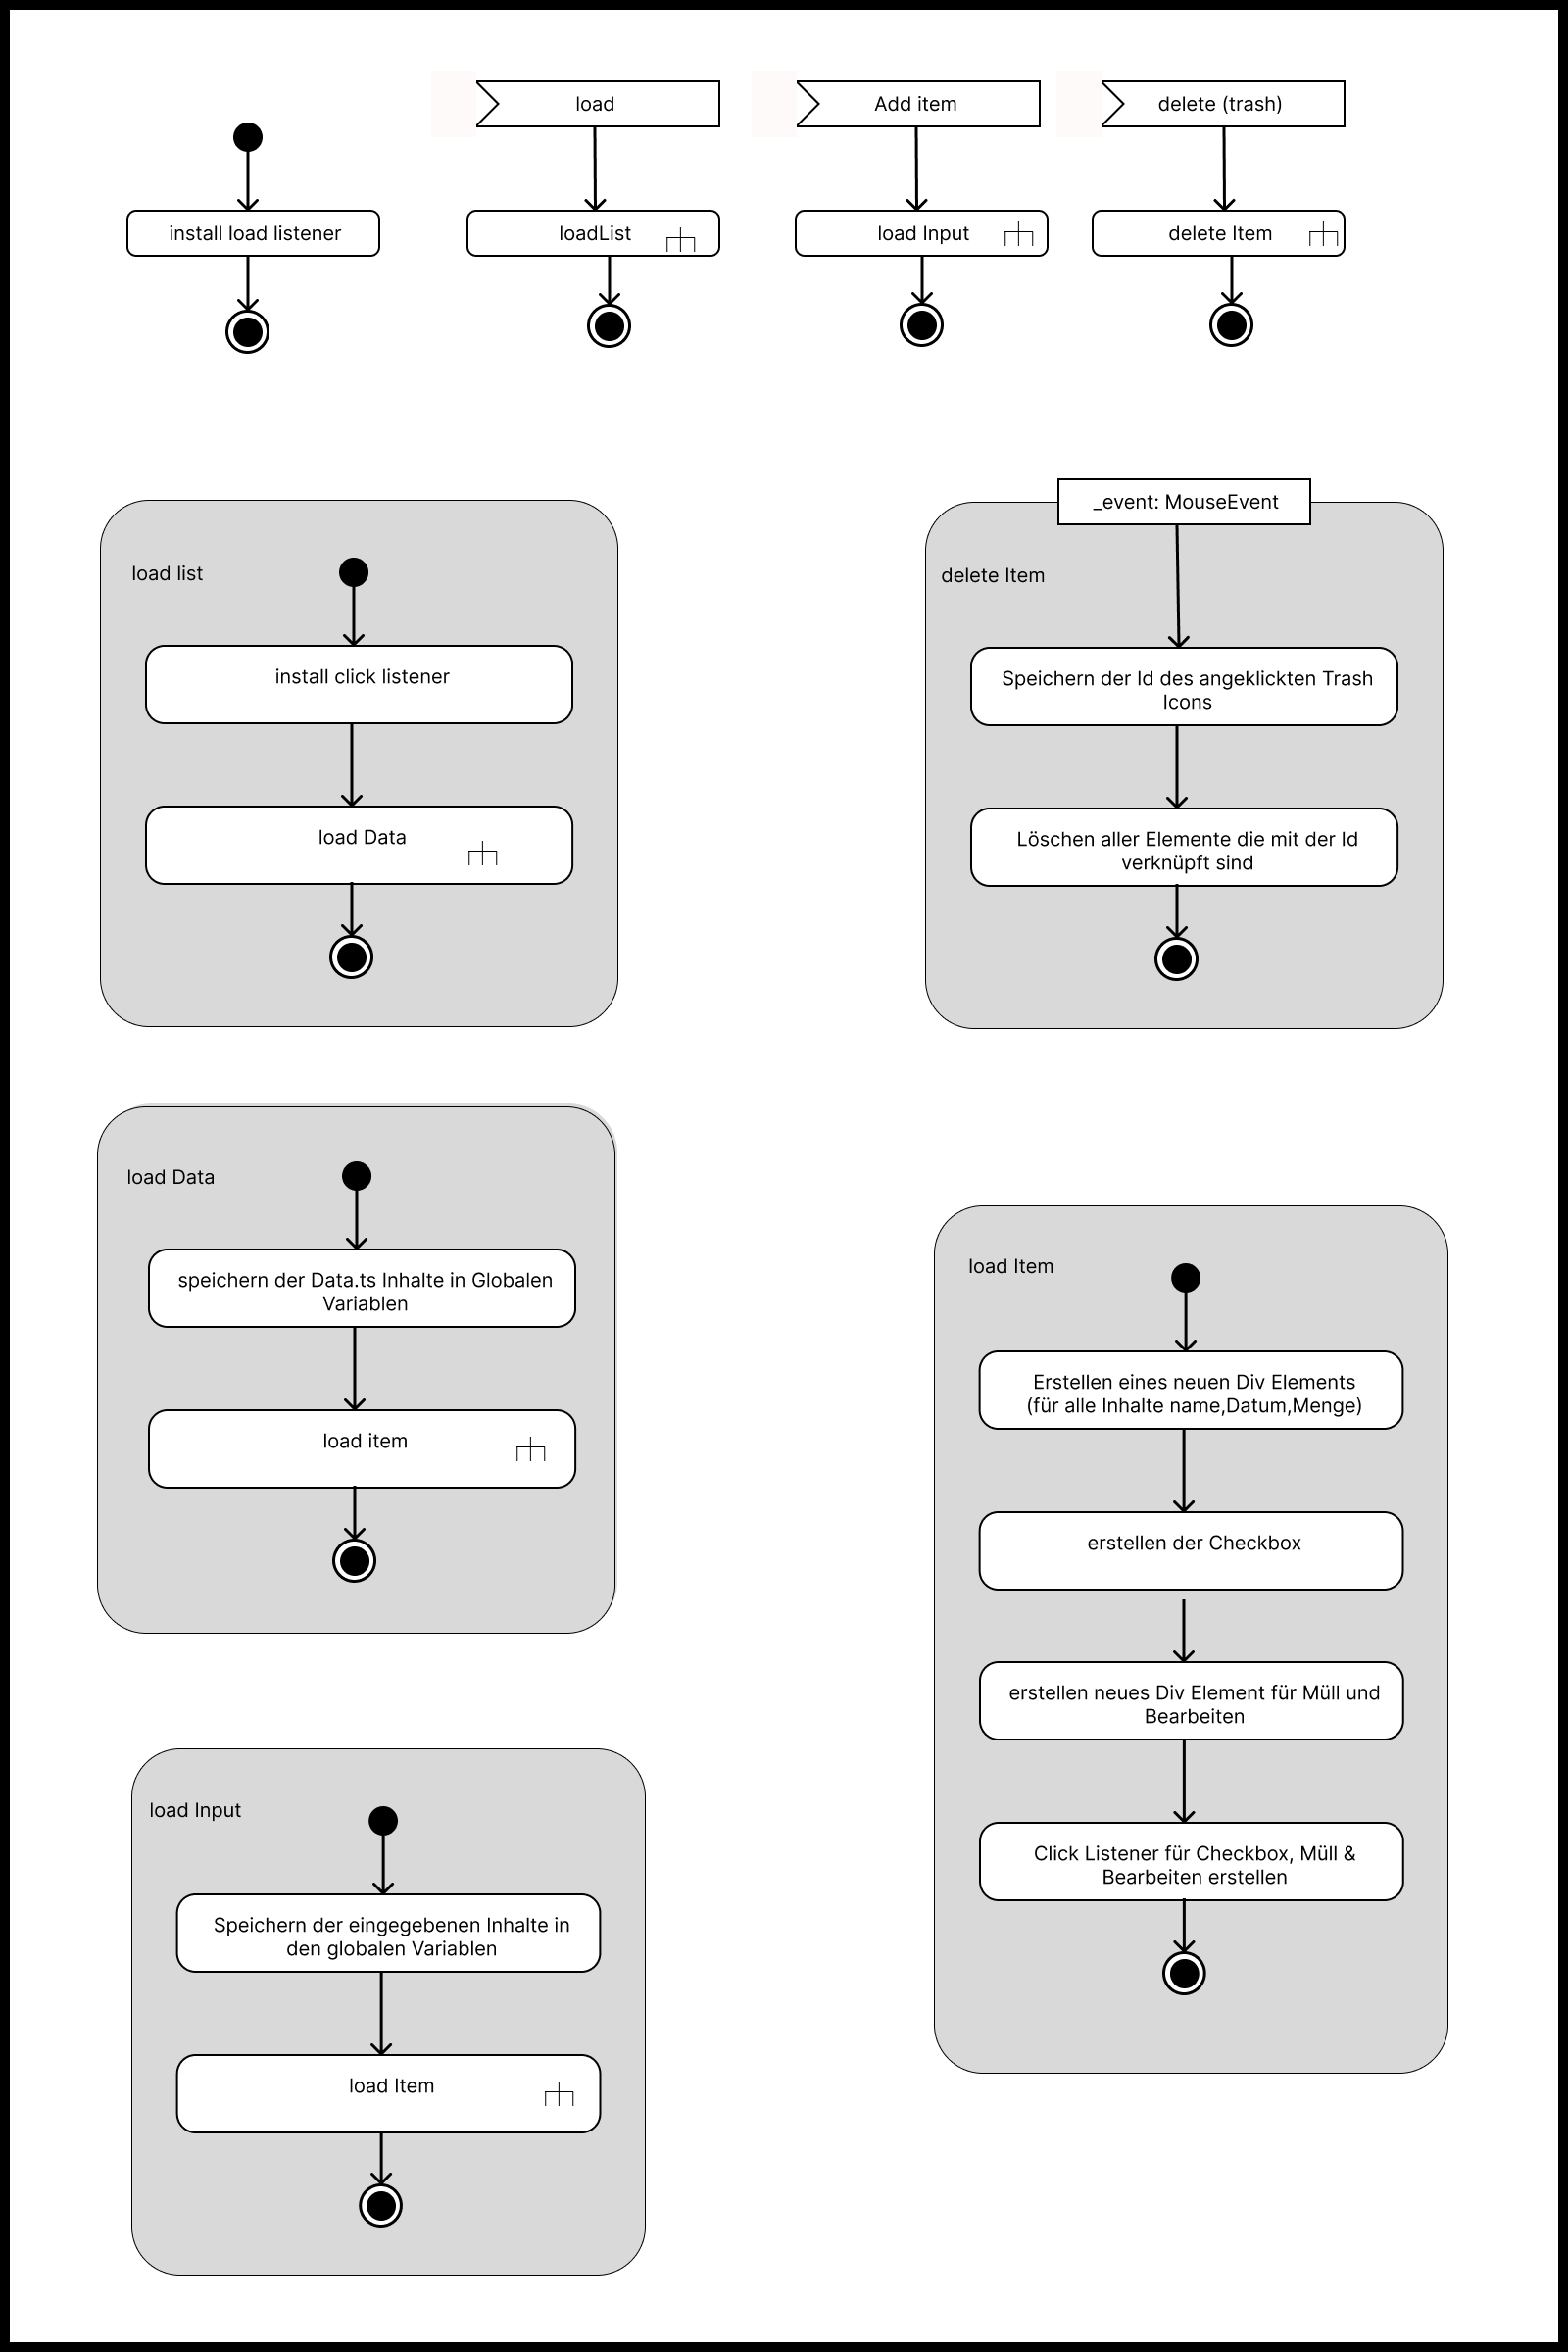 load
Add item
delete (trash)
install load listener
loadList
load Input
delete Item
_event: MouseEvent
load list
install click listener
load Data
delete Item
Speichern der Id des angeklickten Trash
Icons
Löschen aller Elemente die mit der Id
verknüpft sind
load Data
speichern der Data.ts Inhalte in Globalen
Variablen
load item
load Item
Erstellen eines neuen Div Elements
(für alle Inhalte name,Datum,Menge)
erstellen der Checkbox
erstellen neues Div Element für Müll und
Bearbeiten
Click Listener für Checkbox, Müll &
Bearbeiten erstellen
load Input
Speichern der eingegebenen Inhalte in
den globalen Variablen
load Item